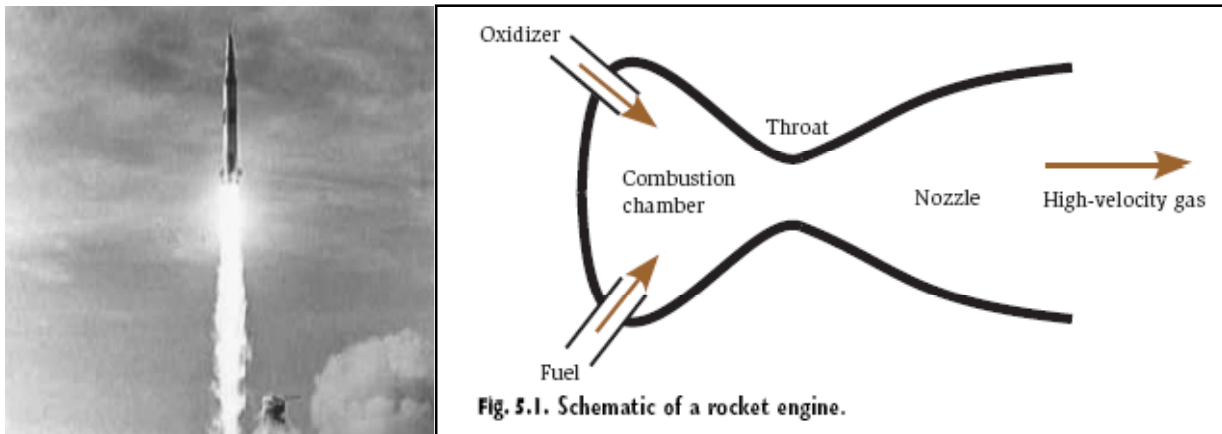 Oxidizer
Throat
Combustion
chamber
Nozzle
High-velocity gas
Fuel
Fig. 5.1. Schematic of a rocket engine.